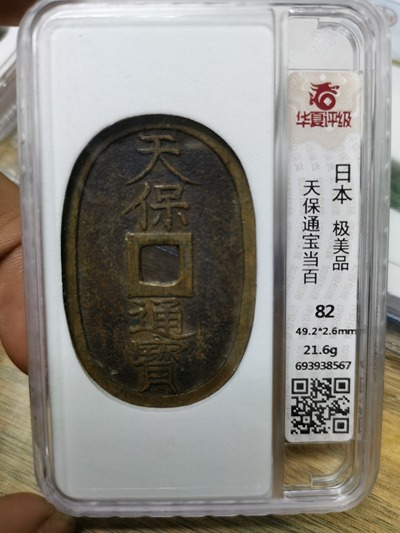 天保
通寶
华夏评级
日本 极美品
天保通宝当百
82
49.2*2.6mm
21.6g
693938567